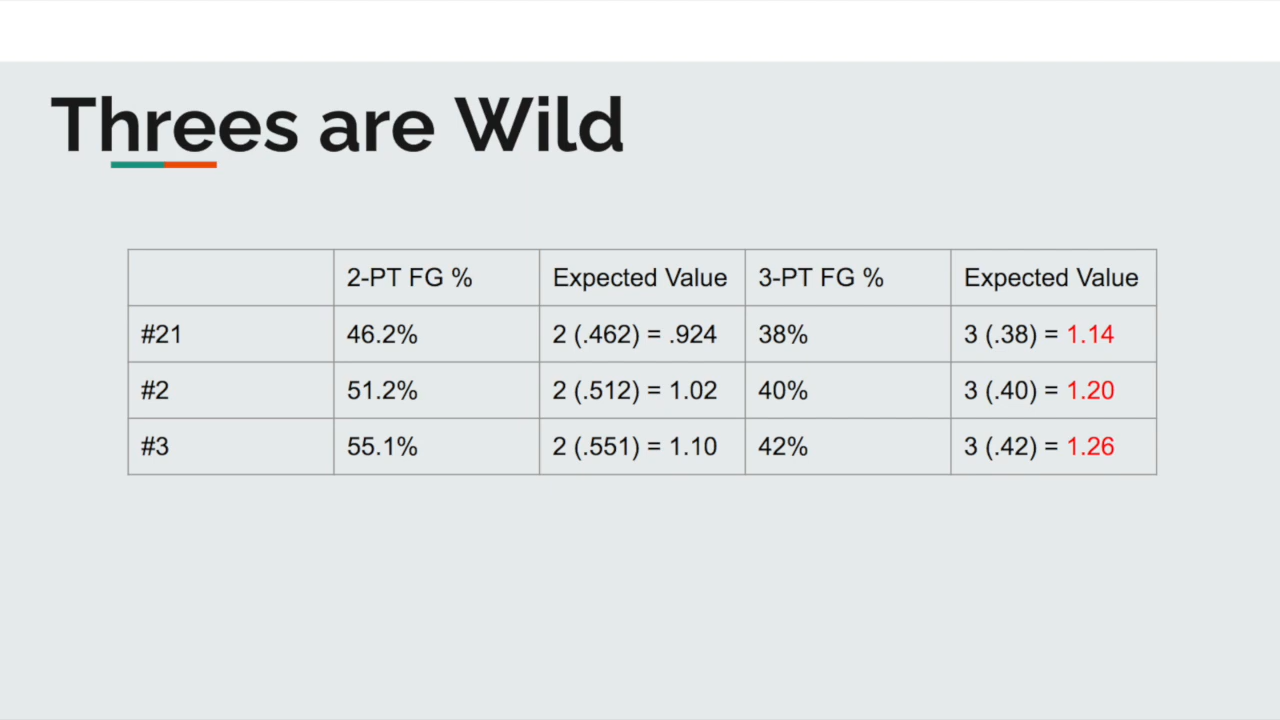 Threes are Wild
2-PT FG % Expected Value 3-PT FG % Expected Value
#21 46.2% 2 (.462) = .924 38% 3 (.38) = 1.14
#2 51.2% 2 (.512) = 1.02 40% 3 (.40) = 1.20
#3 55.1% 2 (.551) = 1.10 42% 3 (.42) = 1.26